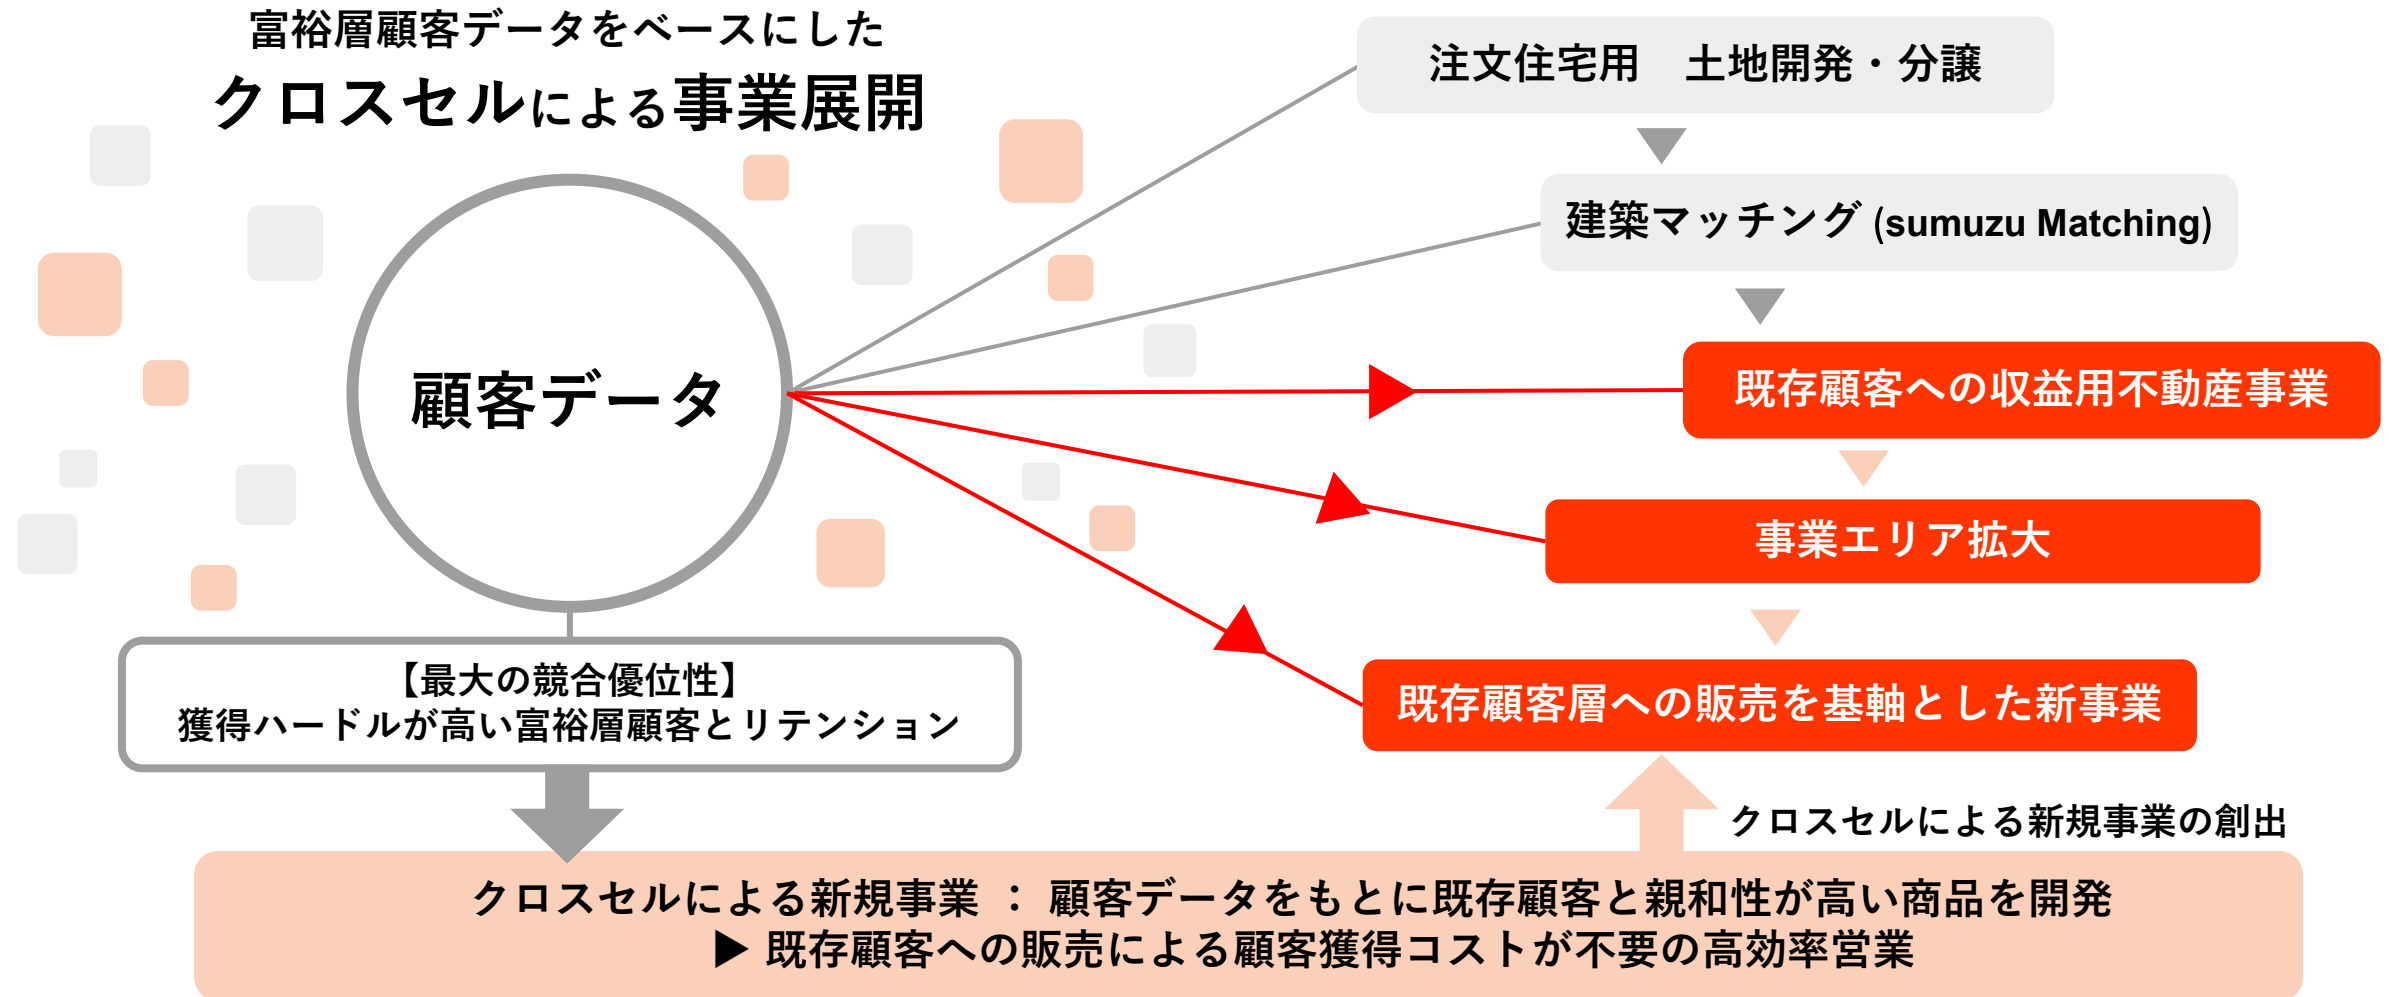 富裕層顧客データをベースにした
クロスセルによる事業展開
顧客データ
【最大の競合優位性】
獲得ハードルが高い富裕層顧客とリテンション
注文住宅用　土地開発・分譲
建築マッチング (sumuzu Matching)
既存顧客への収益用不動産事業
事業エリア拡大
既存顧客層への販売を基軸とした新事業
クロスセルによる新規事業の創出
クロスセルによる新規事業 ： 顧客データをもとに既存顧客と親和性が高い商品を開発
▶ 既存顧客への販売による顧客獲得コストが不要の高効率営業